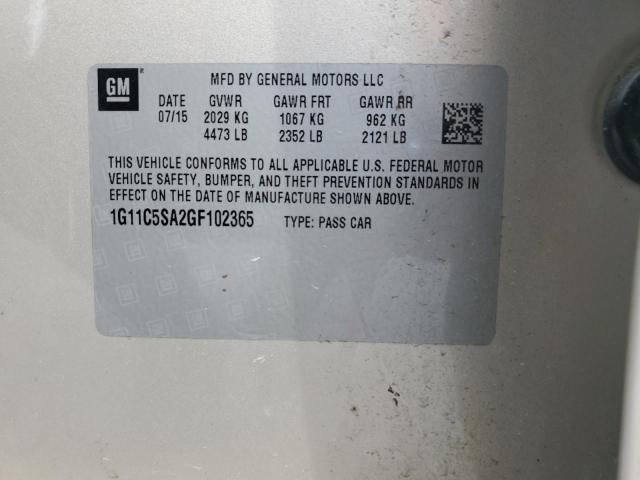 GM
MFD BY GENERAL MOTORS LLC
DATE GVWR GAWR FRT GAWR RR
07/15 2029 KG 1067 KG 962 KG
4473 LB 2352 LB 2121 LB
THIS VEHICLE CONFORMS TO ALL APPLICABLE U.S. FEDERAL MOTOR
VEHICLE SAFETY, BUMPER, AND THEFT PREVENTION STANDARDS IN
EFFECT ON THE DATE OF MANUFACTURE SHOWN ABOVE.
1G11C5SA2GF102365 TYPE: PASS CAR